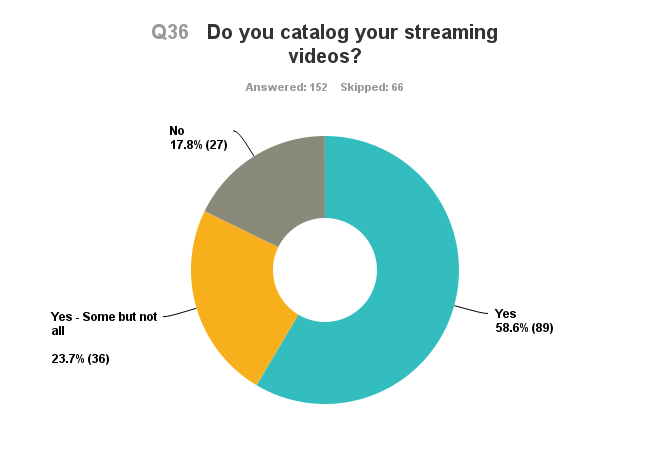 Q36 Do you catalog your streaming
videos?
Answered: 152 Skipped: 66
No
17.8% (27)
Yes - Some but not
all
23.7% (36)
Yes
58.6% (89)